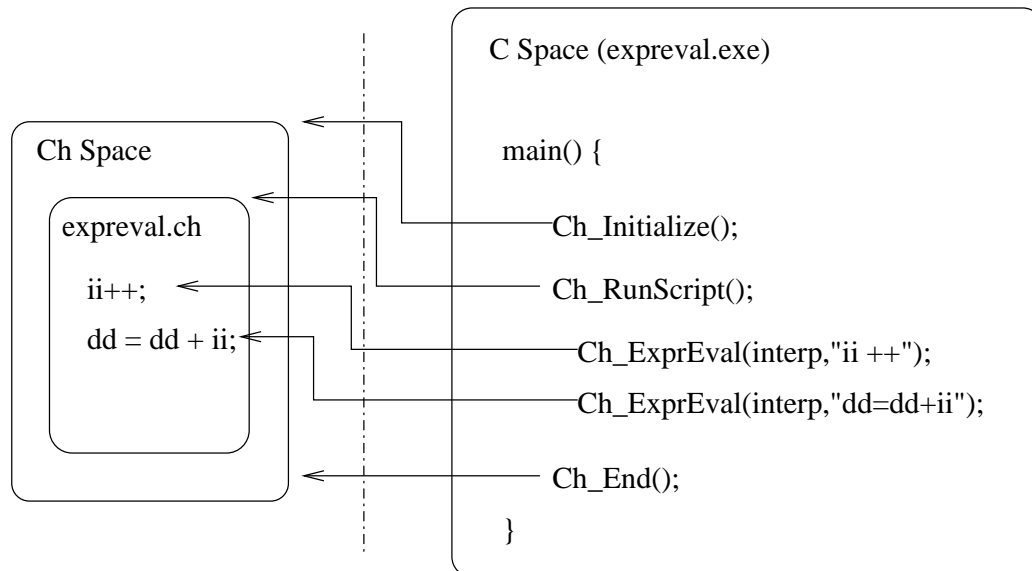 C Space (expreval.exe)
Ch Space
main() {
expreval.ch
Ch_Initialize();
ii++;
Ch_RunScript();
dd = dd + ii;
Ch_ExprEval(interp,"ii ++");
Ch_ExprEval(interp,"dd=dd+ii");
Ch_End();
}